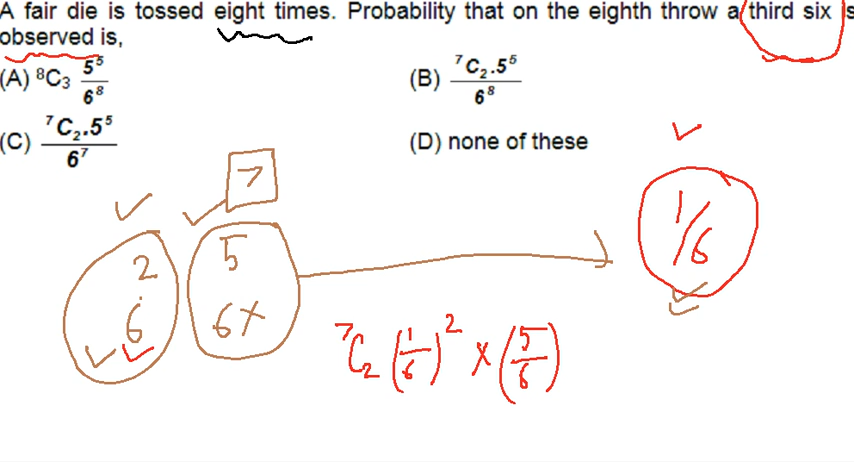 A fair die is tossed eight times. Probability that on the eighth throw a third six is
observed is,
(A) ⁸C₃ 5⁵/6⁸
(B) ⁷C₂.5⁵/6⁸
(C) ⁷C₂.5⁵/6⁷
(D) none of these
7
2 5
6 6×
1/6
⁷C₂ (1/6)² × (5/6)